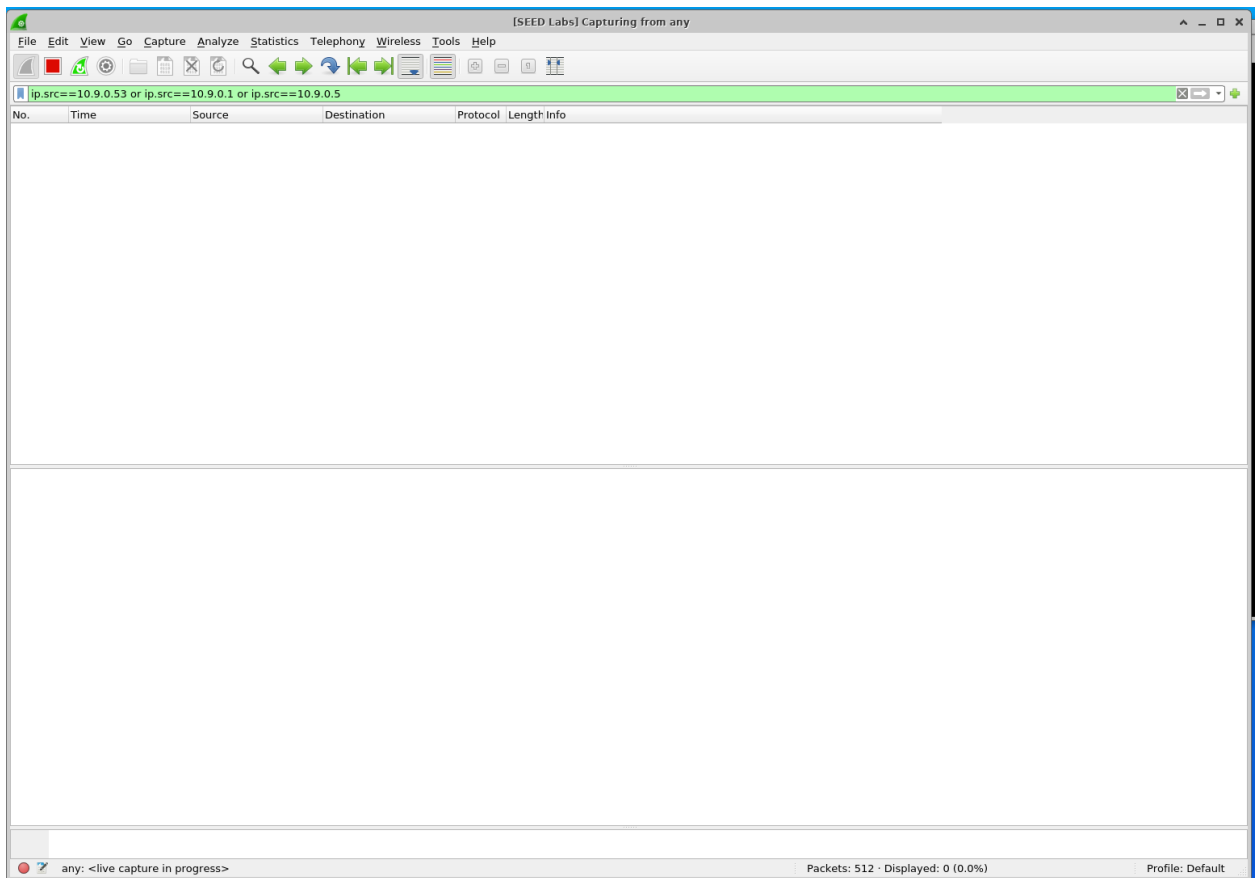 [SEED Labs] Capturing from any
File Edit View Go Capture Analyze Statistics Telephony Wireless Tools Help
ip.src==10.9.0.53 or ip.src==10.9.0.1 or ip.src==10.9.0.5
No. Time Source Destination Protocol Length Info
any: <live capture in progress> Packets: 512 · Displayed: 0 (0.0%) Profile: Default